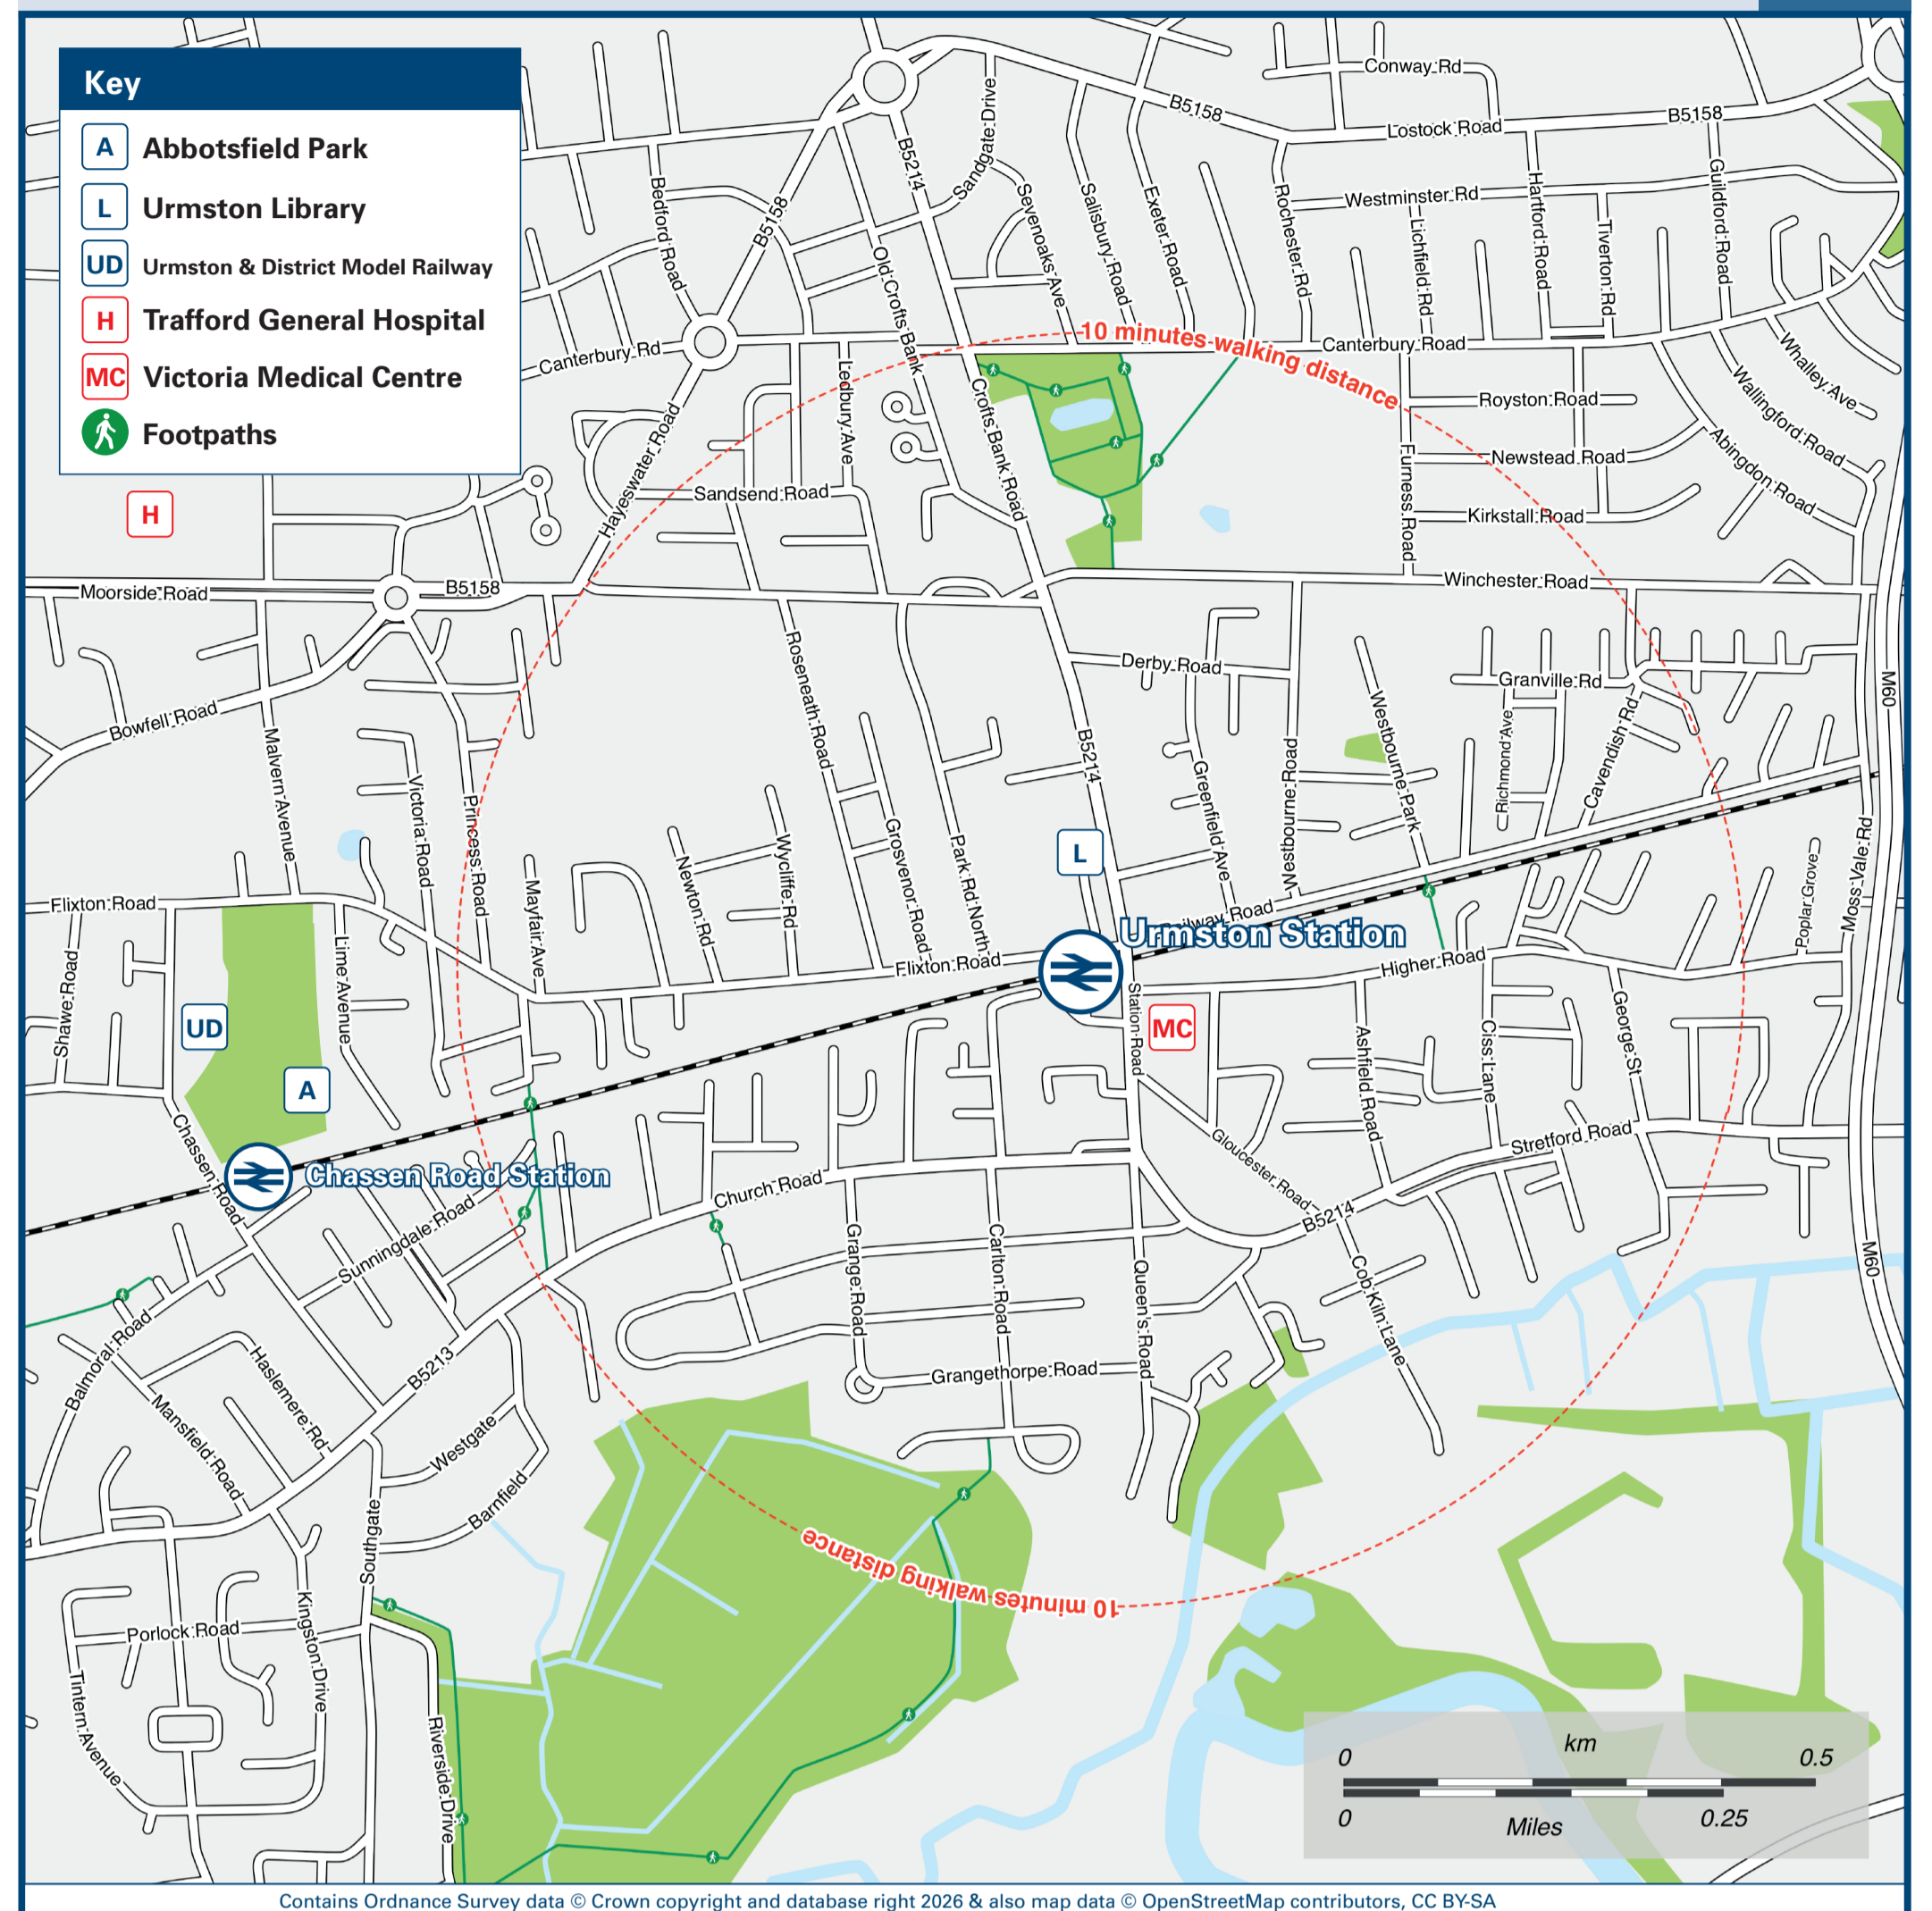 Key
A Abbotsfield Park
L Urmston Library
UD Urmston & District Model Railway
H Trafford General Hospital
MC Victoria Medical Centre
Footpaths
Conway Rd
B5158
Lostock Road
B5158
B5214
Sandgate Drive
Bedford Road
B5158
Sevenoaks Ave
Salisbury Road
Exeter Road
Rochester Rd
Westminster Rd
Lichfield Rd
Hartford Road
Tiverton Rd
Guildford Road
Old Crofts Bank
Canterbury Rd
10 minutes walking distance
Canterbury Road
Whalley Ave
Wallingford Road
Abingdon Road
Ledbury Ave
Crofts Bank Road
Royston Road
Furness Road
Newstead Road
Kirkstall Road
Hayeswater Road
Sandsend Road
H
Moorside Road
B5158
Winchester Road
Roseneath Road
Derby Road
Granville Rd
Westbourne Park
M60
Bowfell Road
Malvern Avenue
B5214
Richmond Ave
Cavendish Rd
Victoria Road
Princess Road
Greenfield Ave
Westbourne Road
Newton Rd
Wycliffe Rd
Grosvenor Road
Park Rd North
L
Mayfair Ave
Poplar Grove
Moss Vale Rd
Flixton Road
Railway Road
Urmston Station
Flixton Road
Higher Road
Shawe Road
Lime Avenue
UD
Station Road
MC
Ashfield Road
Ciss Lane
George St
A
Chassen Road
Chassen Road Station
Gloucester Road
Stretford Road
Church Road
B5214
Sunningdale Road
Grange Road
Carlton Road
Queen's Road
Cob Kiln Lane
M60
Balmoral Road
Haslemere Rd
B5213
Grangethorpe Road
Mansfield Road
Westgate
Barnfield
Southgate
10 minutes walking distance
Porlock Road
Kingston Drive
Tintern Avenue
Riverside Drive
km
0 0.5
0 0.25
Miles
Contains Ordnance Survey data © Crown copyright and database right 2026 & also map data © OpenStreetMap contributors, CC BY-SA